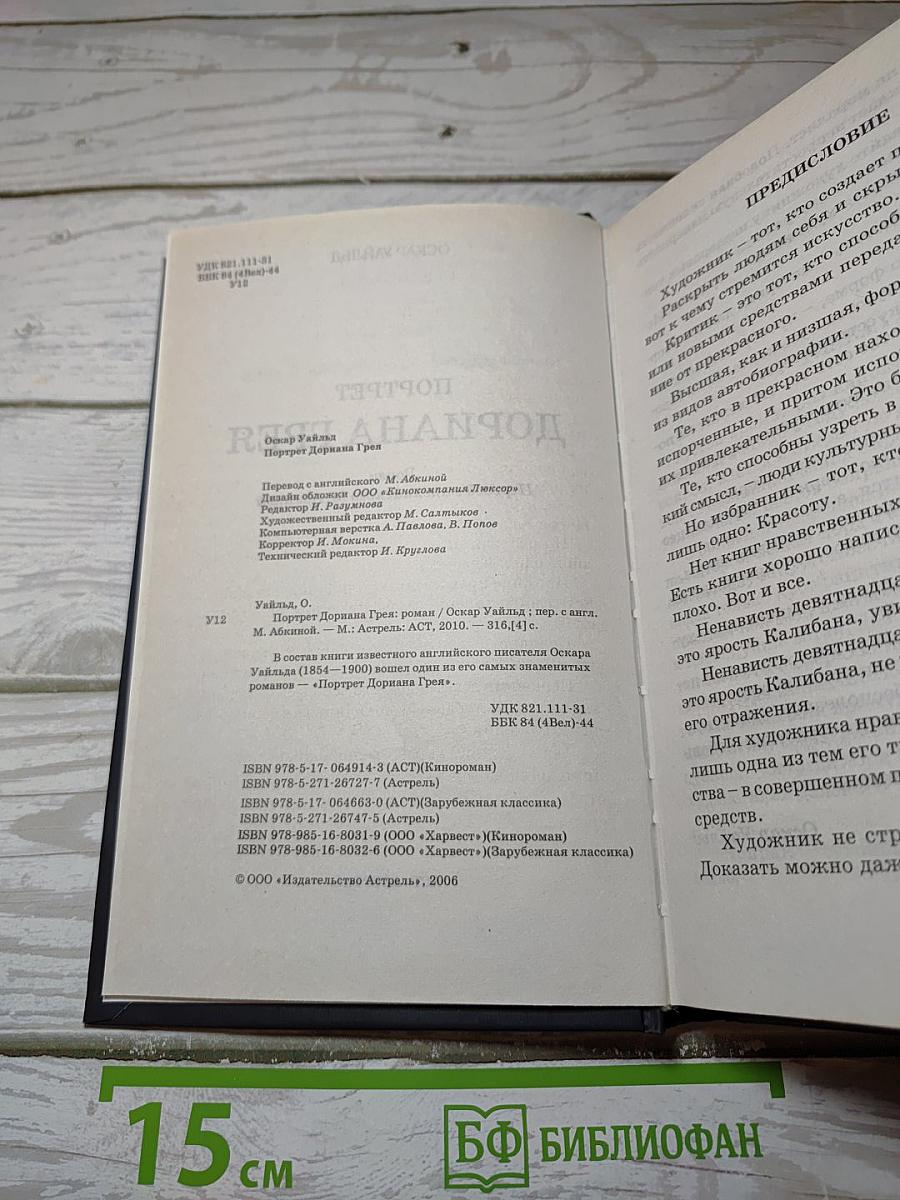 УДК 821.111-31
ББК 84 (4Вел)-44
У12
Оскар Уайльд
Портрет Дориана Грея
Перевод с английского М. Абкиной
Дизайн обложки ООО «Кинокомпания Люксор»
Редактор И. Разумнова
Художественный редактор М. Салтыков
Компьютерная верстка А. Павлова, В. Попов
Корректор И. Мокина,
Технический редактор И. Круглова
Уайльд, О.
У12 Портрет Дориана Грея: роман / Оскар Уайльд ; пер. с англ.
М. Абкиной. — М.: Астрель: АСТ, 2010. — 316,[4] с.
В состав книги известного английского писателя Оскара
Уайльда (1854—1900) вошел один из его самых знаменитых
романов — «Портрет Дориана Грея».
УДК 821.111-31
ББК 84 (4Вел)-44
ISBN 978-5-17- 064914-3 (АСТ)(Кинороман)
ISBN 978-5-271-26727-7 (Астрель)
ISBN 978-5-17- 064663-0 (АСТ)(Зарубежная классика)
ISBN 978-5-271-26747-5 (Астрель)
ISBN 978-985-16-8031-9 (ООО «Харвест»)(Кинороман)
ISBN 978-985-16-8032-6 (ООО «Харвест»)(Зарубежная классика)
© ООО «Издательство Астрель», 2006
ПРЕДИСЛОВИЕ
Художник – тот, кто создает п
Раскрыть людям себя и скры
вот к чему стремится искусство.
Критик – это тот, кто способ
или новыми средствами переда
ние от прекрасного.
Высшая, как и низшая, фор
из видов автобиографии.
Те, кто в прекрасном нахо
испорченные, и притом испо
их привлекательными. Это б
Те, кто способны узреть в
кий смысл, – люди культурны
Но избранник – тот, кто
лишь одно: Красоту.
Нет книг нравственных
Есть книги хорошо напис
плохо. Вот и все.
Ненависть девятнадца
это ярость Калибана, уви
Ненависть девятнадца
это ярость Калибана, не
его отражения.
Для художника нрав
лишь одна из тем его т
ства – в совершенном п
средств.
Художник не стр
Доказать можно даж
15 см
БФ БИБЛИОФАН